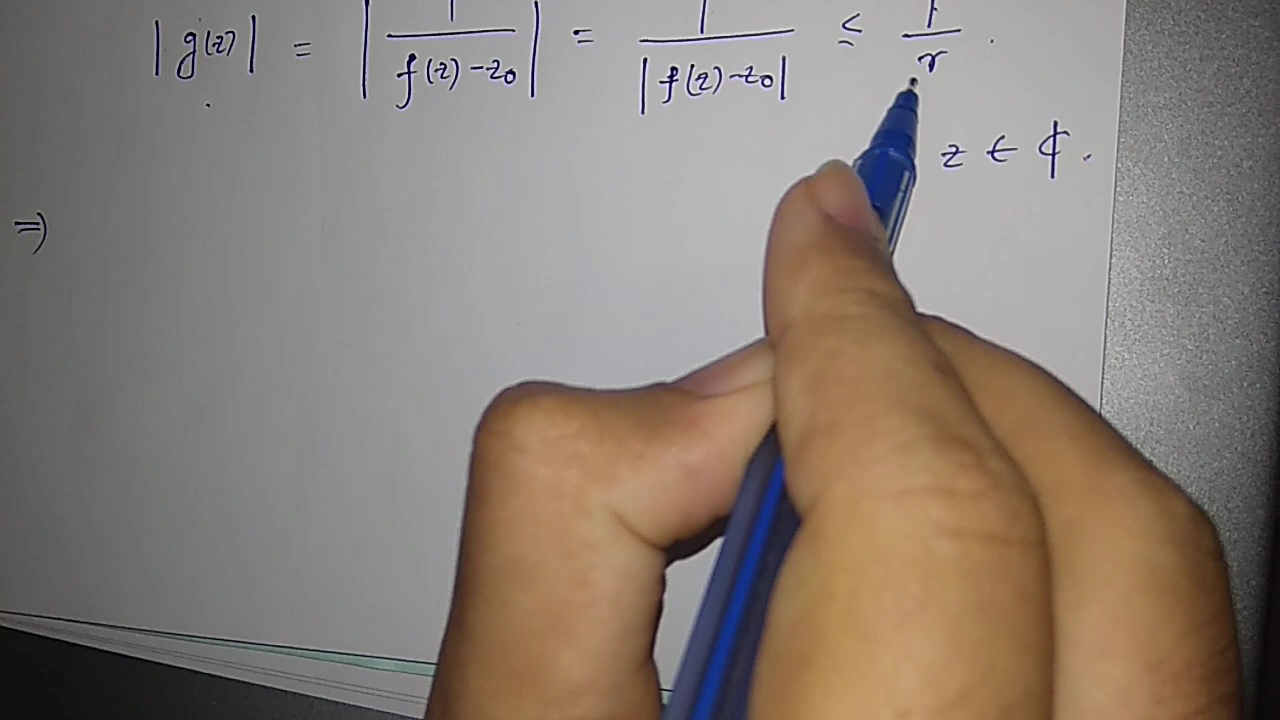 |g(z)| = |1/(f(z)-z₀)| = 1/|f(z)-z₀| ≤ 1/r .
z ∈ ℂ.
⇒